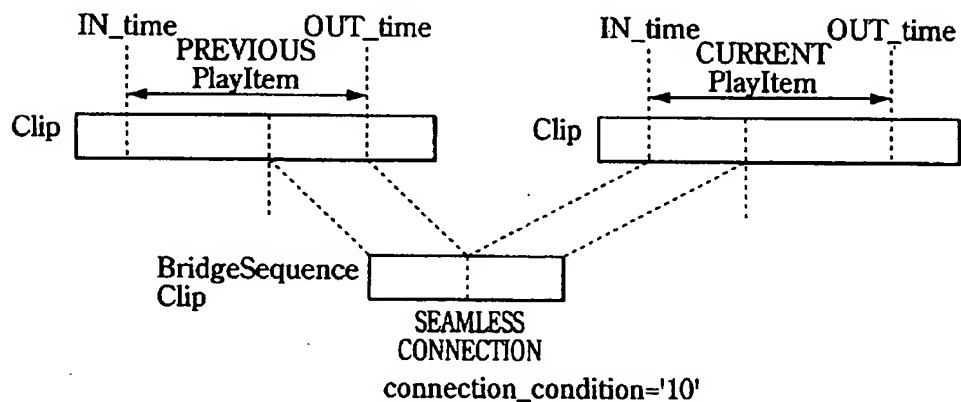 IN_time
OUT_time
PREVIOUS
PlayItem
Clip
IN_time
OUT_time
CURRENT
PlayItem
Clip
BridgeSequence
Clip
SEAMLESS
CONNECTION
connection_condition='10'